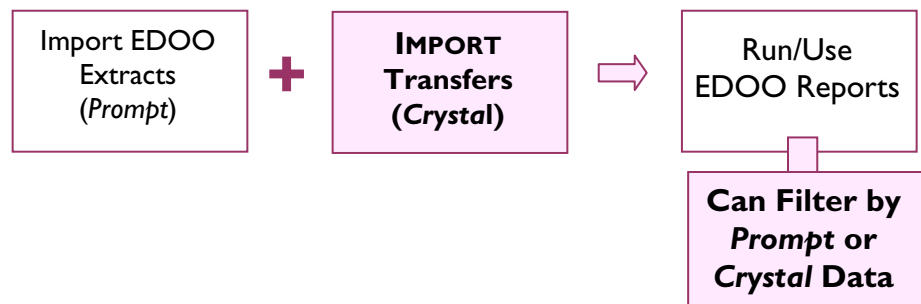 Import EDOO
Extracts
(Prompt)
+
IMPORT
Transfers
(Crystal)
Run/Use
EDOO Reports
Can Filter by
Prompt or
Crystal Data